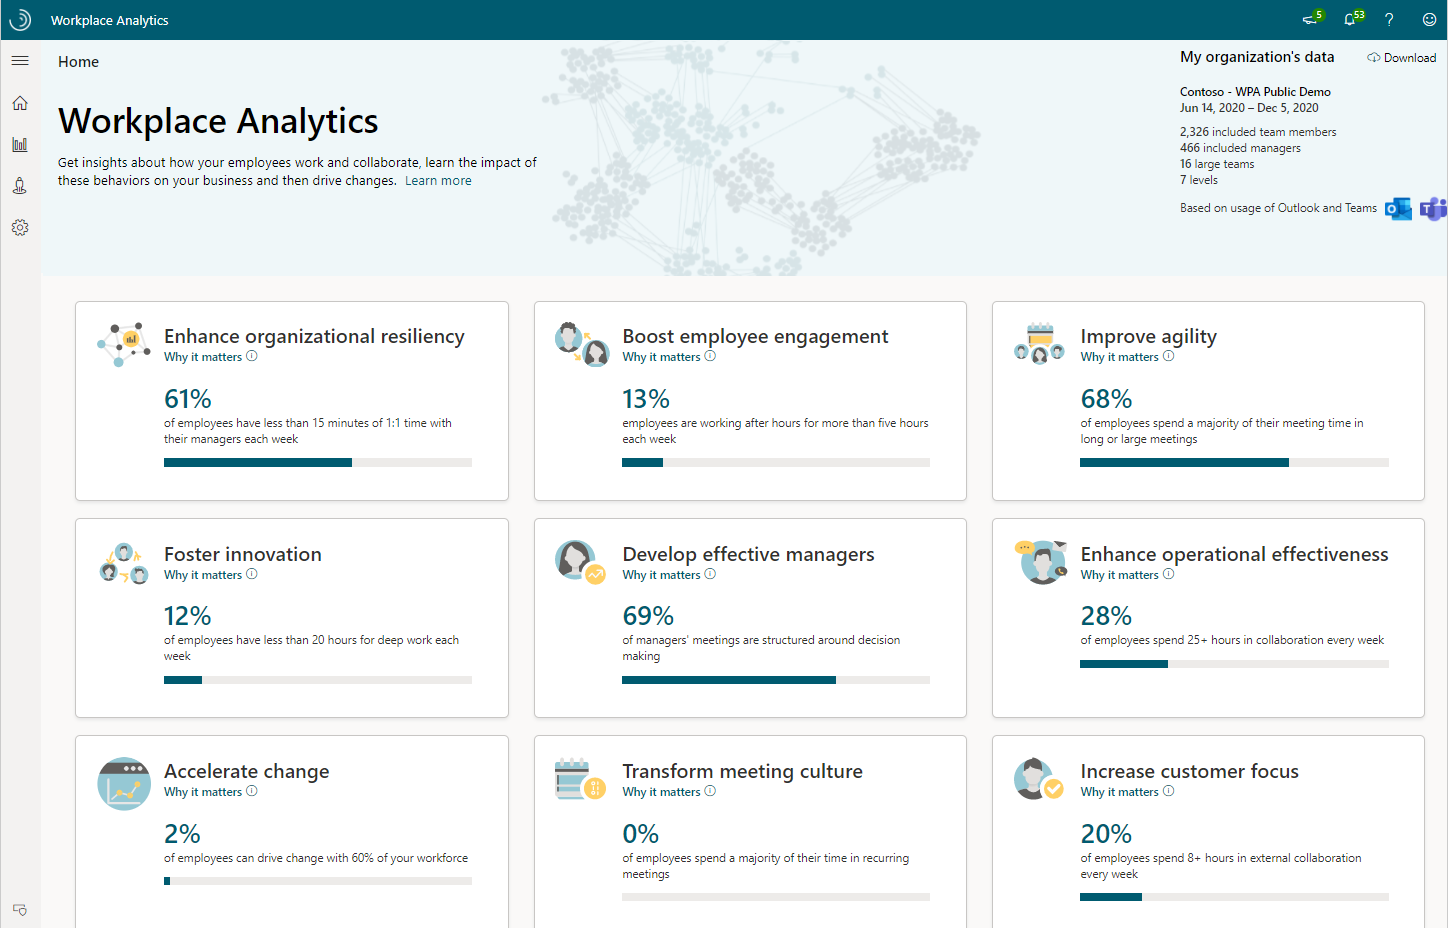 Workplace Analytics
5
53
?
Home
My organization's data
Download
Workplace Analytics
Get insights about how your employees work and collaborate, learn the impact of
these behaviors on your business and then drive changes. Learn more
Contoso - WPA Public Demo
Jun 14, 2020 – Dec 5, 2020
2,326 included team members
466 included managers
16 large teams
7 levels
Based on usage of Outlook and Teams
Enhance organizational resiliency
Why it matters
61%
of employees have less than 15 minutes of 1:1 time with
their managers each week
Boost employee engagement
Why it matters
13%
employees are working after hours for more than five hours
each week
Improve agility
Why it matters
68%
of employees spend a majority of their meeting time in
long or large meetings
Foster innovation
Why it matters
12%
of employees have less than 20 hours for deep work each
week
Develop effective managers
Why it matters
69%
of managers' meetings are structured around decision
making
Enhance operational effectiveness
Why it matters
28%
of employees spend 25+ hours in collaboration every week
Accelerate change
Why it matters
2%
of employees can drive change with 60% of your workforce
Transform meeting culture
Why it matters
0%
of employees spend a majority of their time in recurring
meetings
Increase customer focus
Why it matters
20%
of employees spend 8+ hours in external collaboration
every week